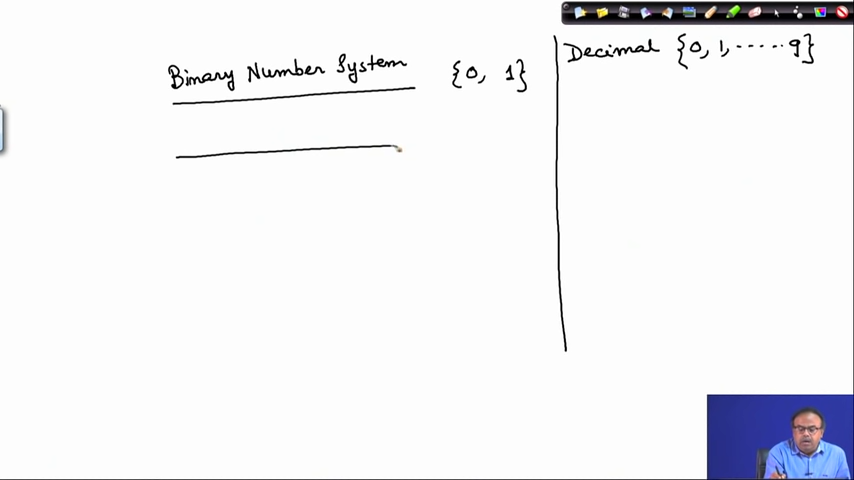 Binary Number System {0, 1}
Decimal {0, 1, ..... 9}